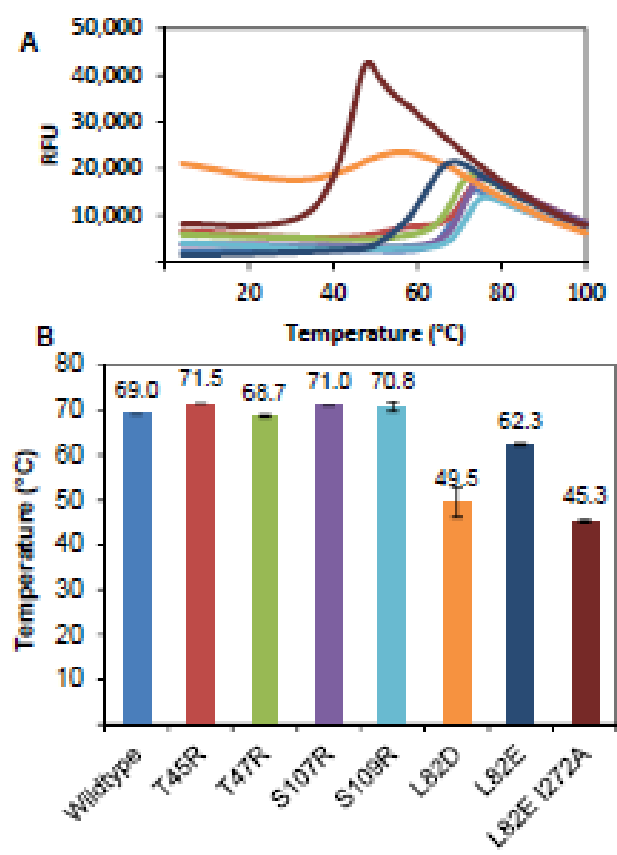 A
50,000
40,000
30,000
20,000
10,000
RFU
20 40 60 80 100
Temperature (°C)
B
80
70
60
50
40
30
20
10
Temperature (°C)
69.0 71.5 68.7 71.0 70.8 49.5 62.3 45.3
Wildtype T45R T47R S107R S109R L82D L82E L82E I272A